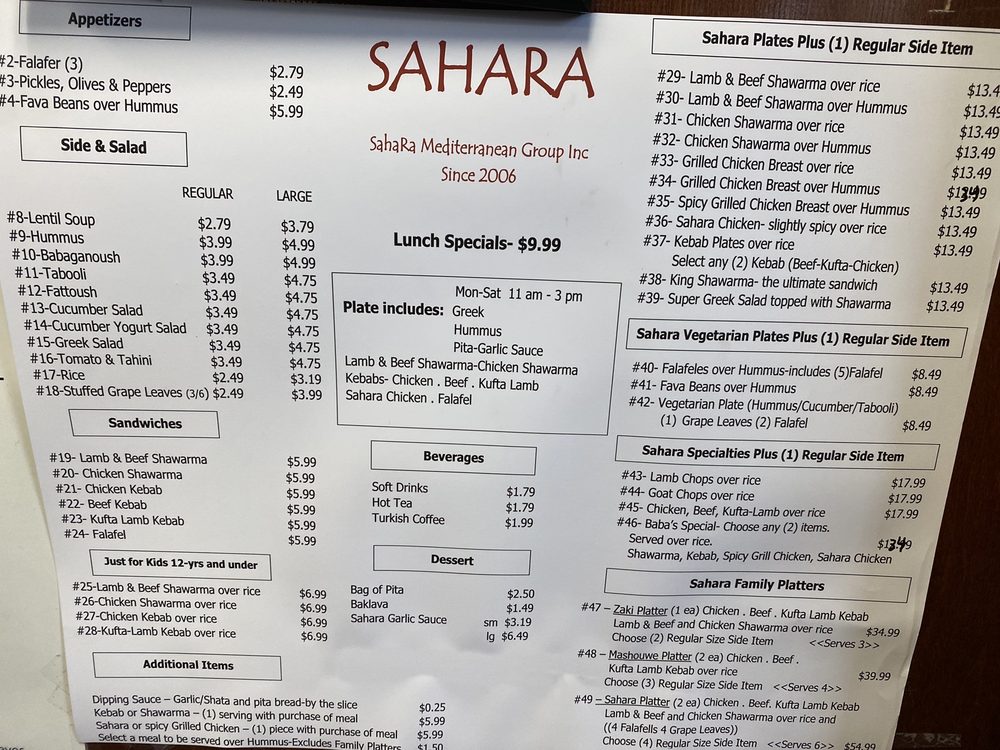 Appetizers
#2-Falafer (3) $2.79
#3-Pickles, Olives & Peppers $2.49
#4-Fava Beans over Hummus $5.99
Side & Salad
REGULAR LARGE
#8-Lentil Soup $2.79 $3.79
#9-Hummus $3.99 $4.99
#10-Babaganoush $3.99 $4.99
#11-Tabooli $3.49 $4.75
#12-Fattoush $3.49 $4.75
#13-Cucumber Salad $3.49 $4.75
#14-Cucumber Yogurt Salad $3.49 $4.75
#15-Greek Salad $3.49 $4.75
#16-Tomato & Tahini $3.49 $4.75
#17-Rice $2.49 $3.19
#18-Stuffed Grape Leaves (3/6) $2.49 $3.99
Sandwiches
#19- Lamb & Beef Shawarma $5.99
#20- Chicken Shawarma $5.99
#21- Chicken Kebab $5.99
#22- Beef Kebab $5.99
#23- Kufta Lamb Kebab $5.99
#24- Falafel $5.99
Just for Kids 12-yrs and under
#25-Lamb & Beef Shawarma over rice $6.99
#26-Chicken Shawarma over rice $6.99
#27-Chicken Kebab over rice $6.99
#28-Kufta-Lamb Kebab over rice $6.99
Additional Items
Dipping Sauce – Garlic/Shata and pita bread-by the slice $0.25
Kebab or Shawarma – (1) serving with purchase of meal $5.99
Sahara or spicy Grilled Chicken – (1) piece with purchase of meal $5.99
Select a meal to be served over Hummus-Excludes Family Platters $1.50
SAHARA
SahaRa Mediterranean Group Inc
Since 2006
Lunch Specials- $9.99
Mon-Sat 11 am - 3 pm
Plate includes: Greek
Hummus
Pita-Garlic Sauce
Lamb & Beef Shawarma-Chicken Shawarma
Kebabs- Chicken . Beef . Kufta Lamb
Sahara Chicken . Falafel
Beverages
Soft Drinks $1.79
Hot Tea $1.79
Turkish Coffee $1.99
Dessert
Bag of Pita $2.50
Baklava $1.49
Sahara Garlic Sauce sm $3.19
lg $6.49
Sahara Plates Plus (1) Regular Side Item
#29- Lamb & Beef Shawarma over rice $13.4
#30- Lamb & Beef Shawarma over Hummus $13.49
#31- Chicken Shawarma over rice $13.49
#32- Chicken Shawarma over Hummus $13.49
#33- Grilled Chicken Breast over rice $13.49
#34- Grilled Chicken Breast over Hummus
#35- Spicy Grilled Chicken Breast over Hummus $13.49
#36- Sahara Chicken- slightly spicy over rice $13.49
#37- Kebab Plates over rice $13.49
Select any (2) Kebab (Beef-Kufta-Chicken)
#38- King Shawarma- the ultimate sandwich $13.49
#39- Super Greek Salad topped with Shawarma $13.49
Sahara Vegetarian Plates Plus (1) Regular Side Item
#40- Falafeles over Hummus-includes (5)Falafel $8.49
#41- Fava Beans over Hummus $8.49
#42- Vegetarian Plate (Hummus/Cucumber/Tabooli)
(1) Grape Leaves (2) Falafel $8.49
Sahara Specialties Plus (1) Regular Side Item
#43- Lamb Chops over rice $17.99
#44- Goat Chops over rice $17.99
#45- Chicken, Beef, Kufta-Lamb over rice $17.99
#46- Baba's Special- Choose any (2) items.
Served over rice.
Shawarma, Kebab, Spicy Grill Chicken, Sahara Chicken
Sahara Family Platters
#47 – Zaki Platter (1 ea) Chicken . Beef . Kufta Lamb Kebab
Lamb & Beef and Chicken Shawarma over rice $34.99
Choose (2) Regular Size Side Item <<Serves 3>>
#48 – Mashouwe Platter (2 ea) Chicken . Beef .
Kufta Lamb Kebab over rice $39.99
Choose (3) Regular Size Side Item <<Serves 4>>
#49 – Sahara Platter (2 ea) Chicken . Beef. Kufta Lamb Kebab
Lamb & Beef and Chicken Shawarma over rice and
((4 Falafells 4 Grape Leaves))
Choose (4) Regular Size Side Item <<Serves 6>> $54.99